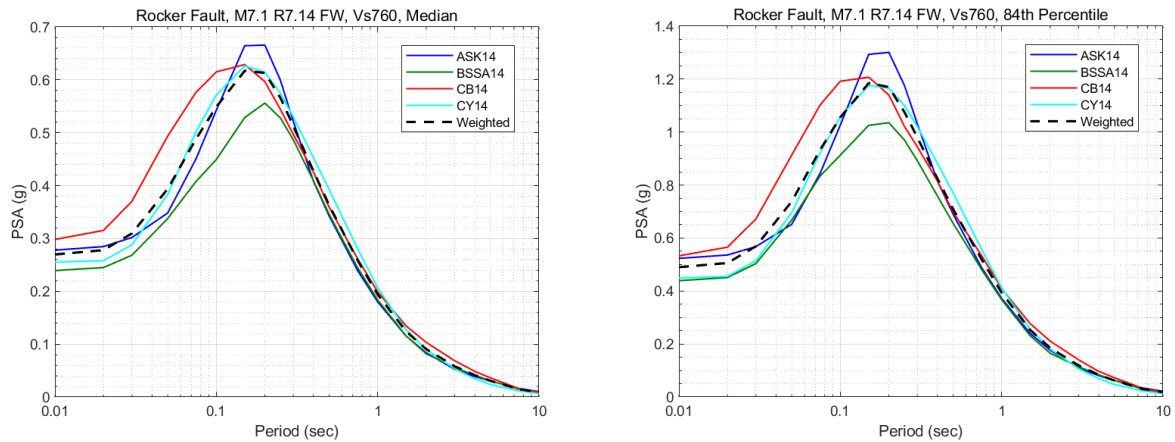 Rocker Fault, M7.1 R7.14 FW, Vs760, Median
0.7
0.6
0.5
0.4
0.3
0.2
0.1
0
PSA (g)
ASK14
BSSA14
CB14
CY14
Weighted
0.01
0.1
1
10
Period (sec)
Rocker Fault, M7.1 R7.14 FW, Vs760, 84th Percentile
1.4
1.2
1
0.8
0.6
0.4
0.2
0
PSA (g)
ASK14
BSSA14
CB14
CY14
Weighted
0.01
0.1
1
10
Period (sec)